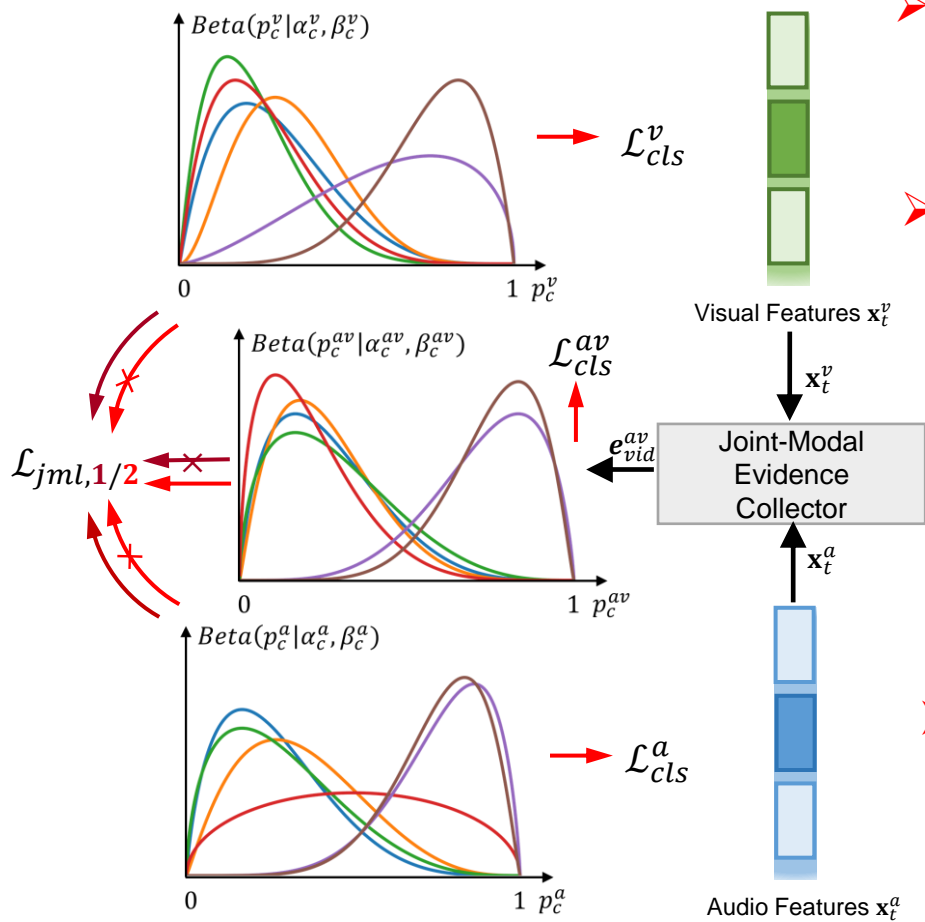 Beta(p_c^v|α_c^v, β_c^v)
ℒ_cls^v
0
1 p_c^v
Visual Features x_t^v
Beta(p_c^av|α_c^av, β_c^av)
ℒ_cls^av
x_t^v
e_vid^av
Joint-Modal
Evidence
Collector
ℒ_jml,1/2
x_t^a
0
1 p_c^av
Beta(p_c^a|α_c^a, β_c^a)
ℒ_cls^a
0
1 p_c^a
Audio Features x_t^a